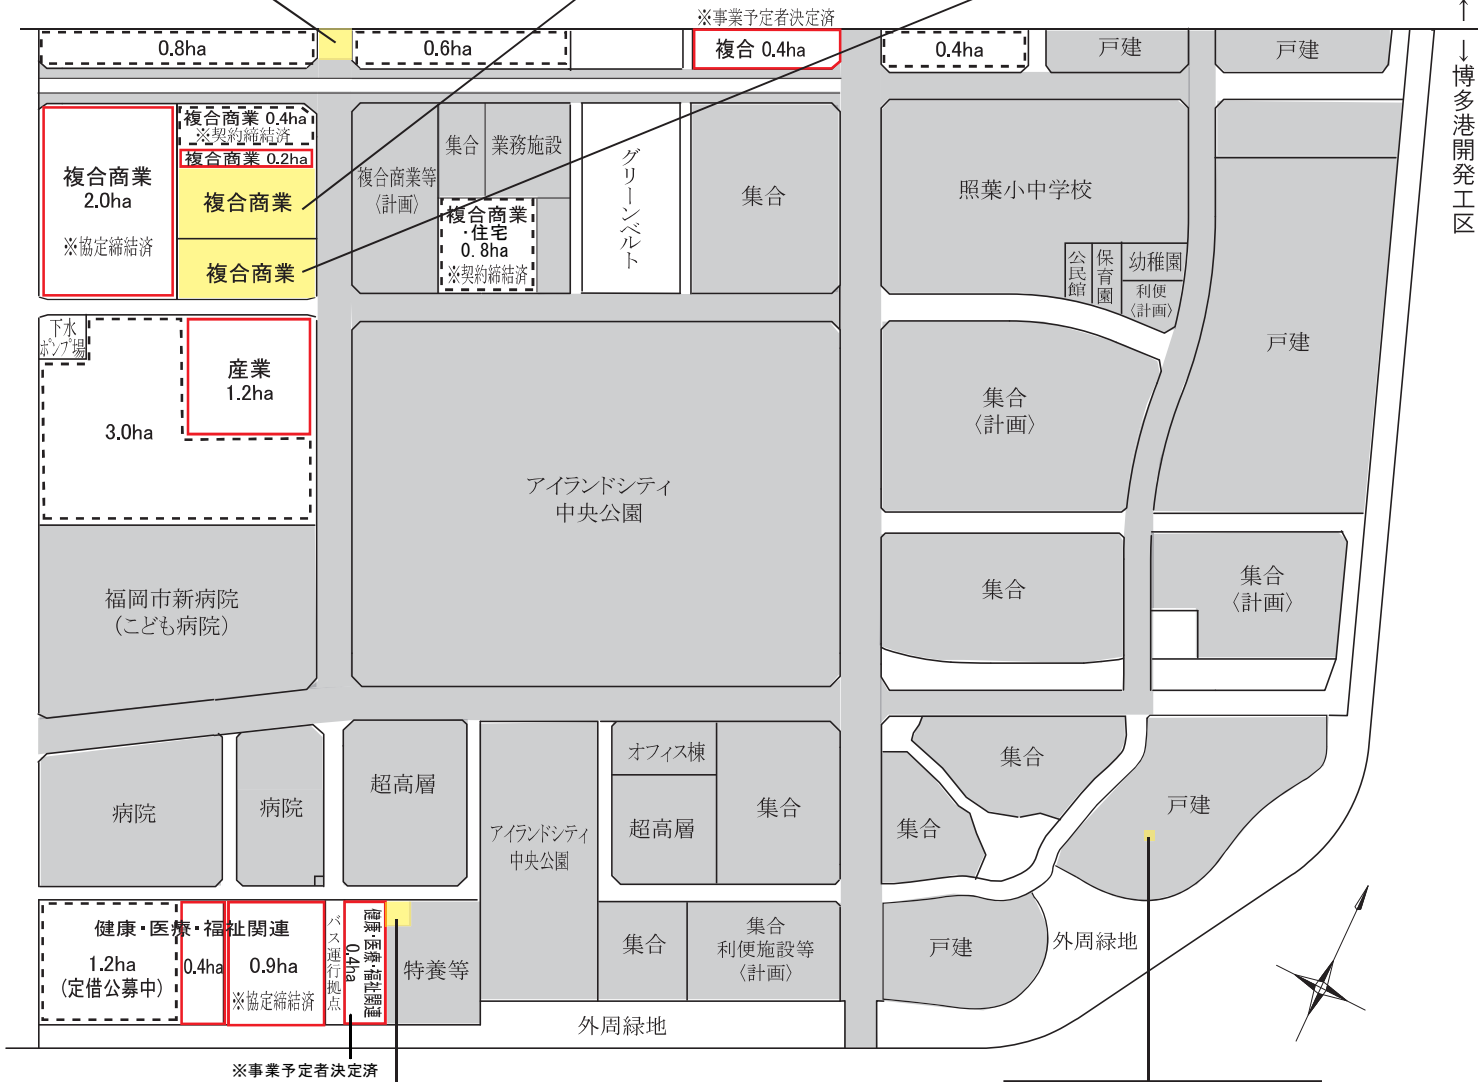 ※事業予定者決定済
0.8ha
0.6ha
複合 0.4ha
0.4ha
戸建
戸建
↑
↓
博多港開発工区
複合商業
2.0ha
※協定締結済
複合商業 0.4ha
※契約締結済
複合商業 0.2ha
複合商業
複合商業
複合商業等
〈計画〉
集合
業務施設
複合商業
・住宅
0.8ha
※契約締結済
グリーンベルト
集合
照葉小中学校
公民館
保育園
幼稚園
利便
〈計画〉
戸建
下水
ポンプ場
産業
1.2ha
3.0ha
アイランドシティ
中央公園
集合
〈計画〉
福岡市新病院
(こども病院)
集合
集合
〈計画〉
病院
病院
超高層
アイランドシティ
中央公園
オフィス棟
超高層
集合
集合
集合
戸建
健康・医療・福祉関連
1.2ha
(定借公募中)
0.4ha
0.9ha
※協定締結済
バス運行拠点
健康・医療・福祉関連
0.4ha
特養等
集合
集合
利便施設等
〈計画〉
戸建
外周緑地
外周緑地
※事業予定者決定済